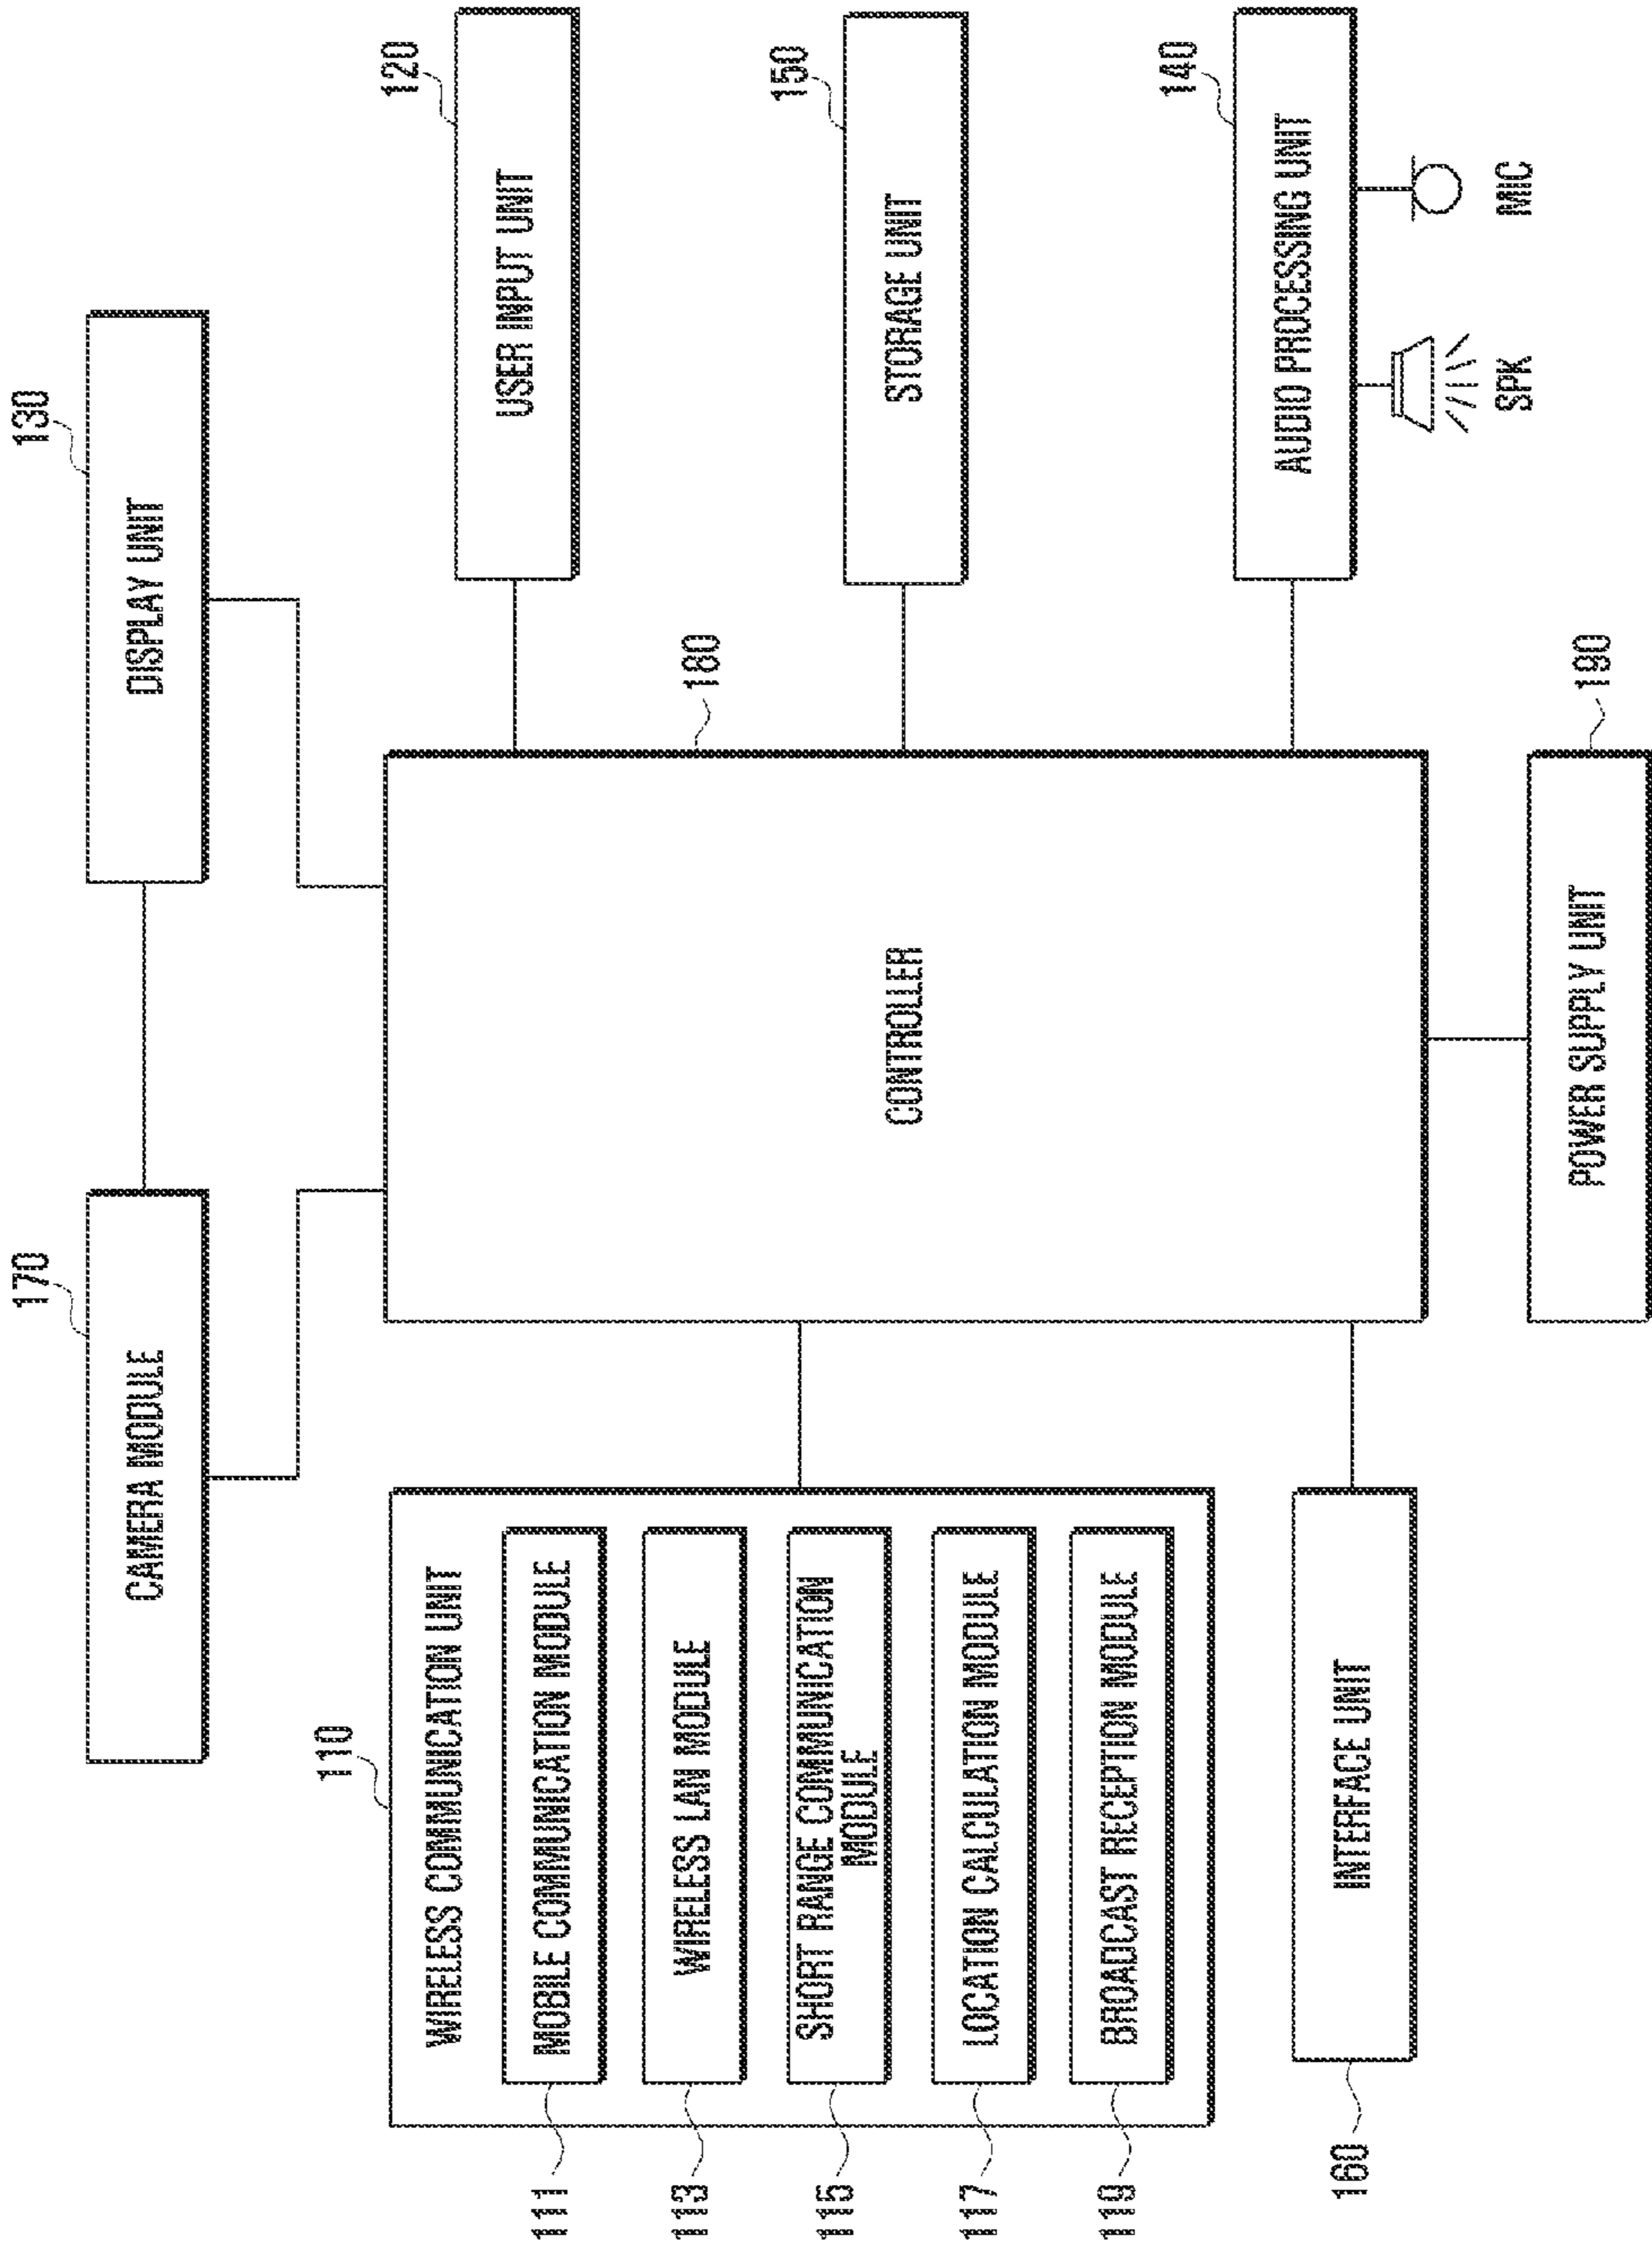 170
CAMERA MODULE
130
DISPLAY UNIT
110
WIRELESS COMMUNICATION UNIT
111
MOBILE COMMUNICATION MODULE
113
WIRELESS LAN MODULE
115
SHORT RANGE COMMUNICATION
MODULE
117
LOCATION CALCULATION MODULE
119
BROADCAST RECEPTION MODULE
160
INTERFACE UNIT
CONTROLLER
180
120
USER INPUT UNIT
150
STORAGE UNIT
140
AUDIO PROCESSING UNIT
SPK
MIC
POWER SUPPLY UNIT
190